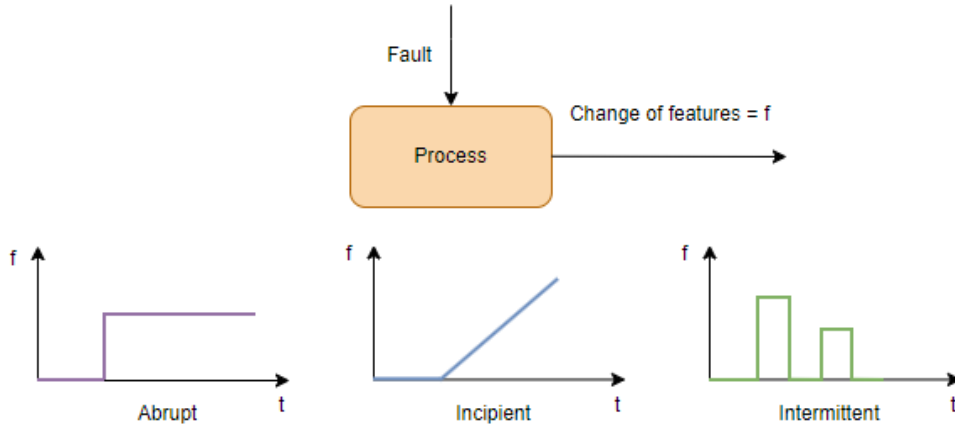 Fault
Change of features = f
Process
f
f
f
t
t
t
Abrupt
Incipient
Intermittent